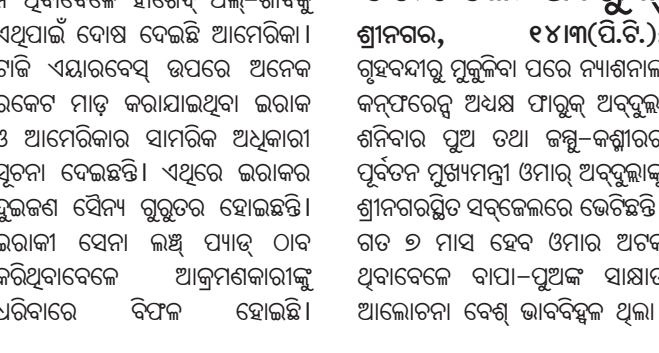 ଥିବାବେଳେ ହାଶେଦ୍ ଅଲ୍-ଶାବିକୁ
ଏଥିପାଇଁ ଦୋଷ ଦେଇଛି ଆମେରିକା।
ଟାଜି ଏୟାରବେସ୍ ଉପରେ ଅନେକ
ରକେଟ ମାଡ଼ କରାଯାଇଥିବା ଇରାକ
ଓ ଆମେରିକାର ସାମରିକ ଅଧିକାରୀ
ସୂଚନା ଦେଇଛନ୍ତି। ଏଥିରେ ଇରାକର
ଦୁଇଜଣ ସୈନ୍ୟ ଗୁରୁତର ହୋଇଛନ୍ତି।
ଇରାକୀ ସେନା ଲଞ୍ଚ ପ୍ୟାଡ୍ ଠାବ
କରିଥିବାବେଳେ ଆକ୍ରମଣକାରୀଙ୍କୁ
ଧରିବାରେ ବିଫଳ ହୋଇଛି।
ଶ୍ରୀନଗର, ୧୪।୩(ପି.ଟି.):
ଗୃହବନ୍ଦୀରୁ ମୁକୁଳିବା ପରେ ନ୍ୟାଶନାଲ
କନ୍‌ଫରେନ୍ସ ଅଧ୍ୟକ୍ଷ ଫାରୁକ୍ ଅବ୍‌ଦୁଲ୍ଲା
ଶନିବାର ପୁଅ ତଥା ଜମ୍ମୁ-କଶ୍ମୀରର
ପୂର୍ବତନ ମୁଖ୍ୟମନ୍ତ୍ରୀ ଓମାର୍ ଅବ୍‌ଦୁଲ୍ଲାଙ୍କୁ
ଶ୍ରୀନଗରସ୍ଥିତ ସବ୍‌ଜେଲରେ ଭେଟିଛନ୍ତି
ଗତ ୭ ମାସ ହେବ ଓମାର ଅଟକ
ଥିବାବେଳେ ବାପା-ପୁଅଙ୍କ ସାକ୍ଷାତ
ଆଲୋଚନା ବେଶ୍ ଭାବବିହ୍ୱଳ ଥିଲା